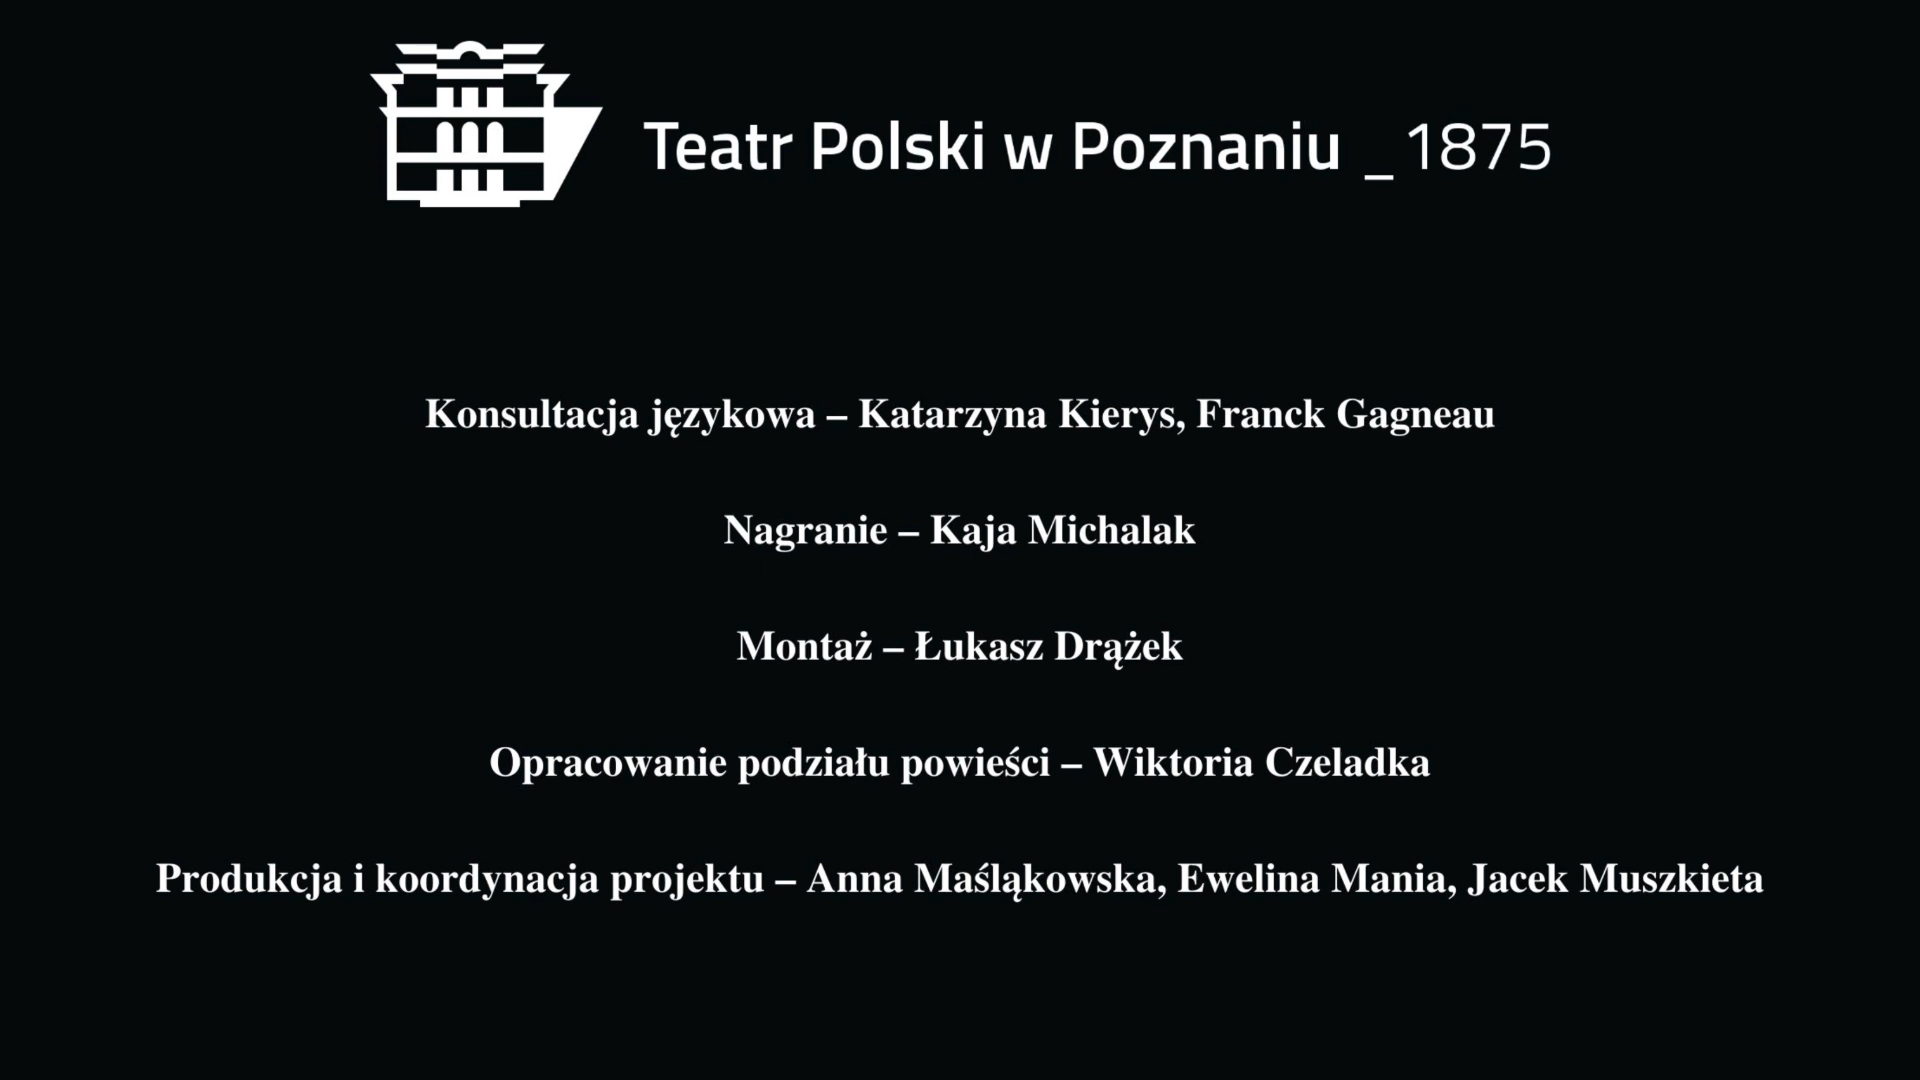 Teatr Polski w Poznaniu _1875
Konsultacja językowa – Katarzyna Kierys, Franck Gagneau
Nagranie – Kaja Michalak
Montaż – Łukasz Drążek
Opracowanie podziału powieści – Wiktoria Czeladka
Produkcja i koordynacja projektu – Anna Maśląkowska, Ewelina Mania, Jacek Muszkieta